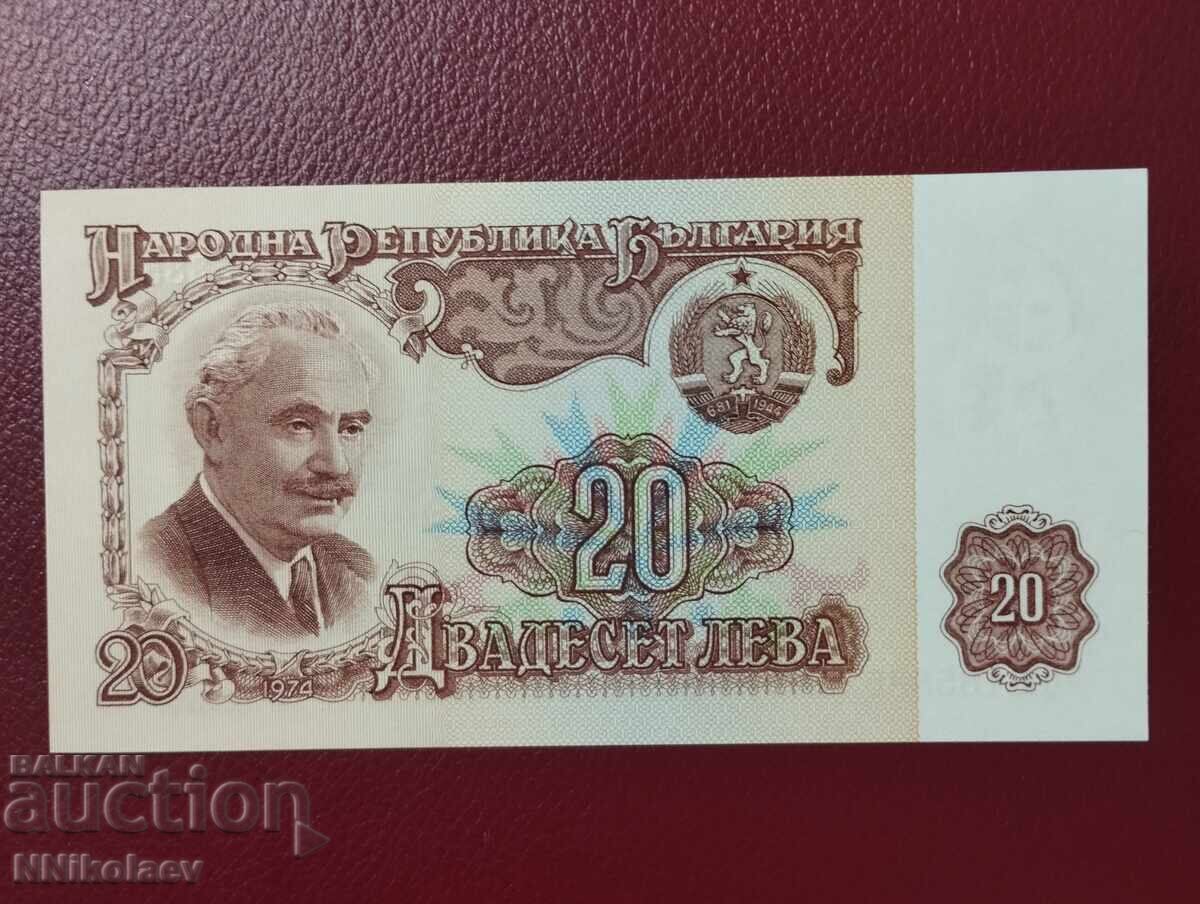 НАРОДНА РЕПУБЛИКА БЪЛГАРИЯ
681 1944
20
20
20
ДВАДЕСЕТ ЛЕВА
1974
BALKAN
auction
NNikolaev